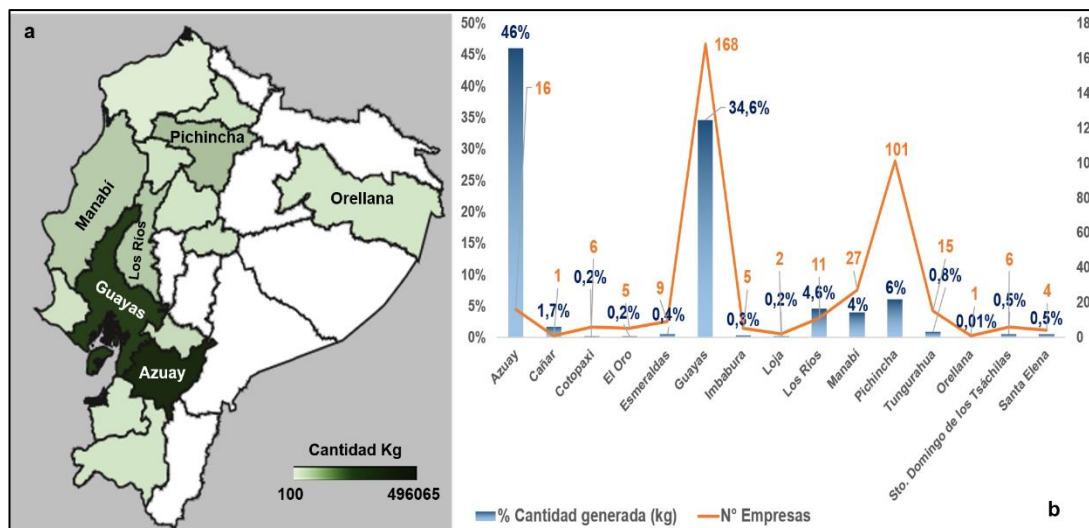 a
Pichincha
Orellana
Manabí
Los Ríos
Guayas
Azuay
Cantidad Kg
100 496065
50%
45%
40%
35%
30%
25%
20%
15%
10%
5%
0%
46%
16
1
1,7%
6
0,2%
5
0,2%
9
0,4%
168
34,6%
5
0,3%
2
0,2%
11
4,6%
27
4%
101
6%
15
0,8%
1
0,01%
6
0,5%
4
0,5%
18
16
14
12
10
80
60
40
20
0
Azuay
Cañar
Cotopaxi
El Oro
Esmeraldas
Guayas
Imbabura
Loja
Los Ríos
Manabí
Pichincha
Tungurahua
Orellana
Sto. Domingo de los Tsáchilas
Santa Elena
% Cantidad generada (kg) N° Empresas
b